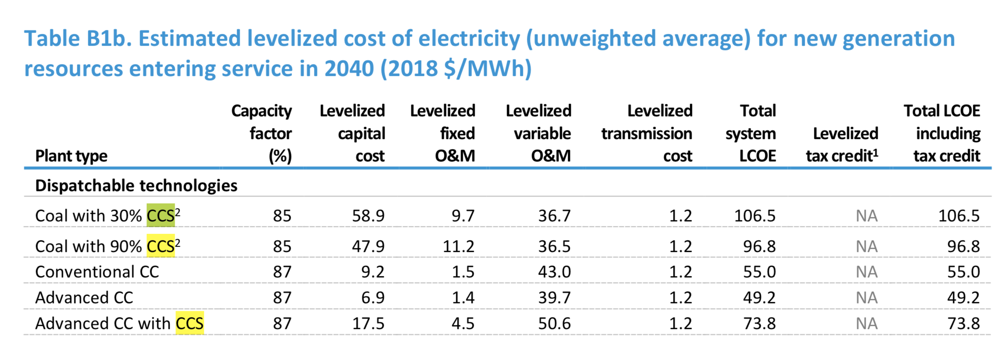 Table B1b. Estimated levelized cost of electricity (unweighted average) for new generation
resources entering service in 2040 (2018 $/MWh)
Plant type Capacity factor (%) Levelized capital cost Levelized fixed O&M Levelized variable O&M Levelized transmission cost Total system LCOE Levelized tax credit¹ Total LCOE including tax credit
Dispatchable technologies
Coal with 30% CCS² 85 58.9 9.7 36.7 1.2 106.5 NA 106.5
Coal with 90% CCS² 85 47.9 11.2 36.5 1.2 96.8 NA 96.8
Conventional CC 87 9.2 1.5 43.0 1.2 55.0 NA 55.0
Advanced CC 87 6.9 1.4 39.7 1.2 49.2 NA 49.2
Advanced CC with CCS 87 17.5 4.5 50.6 1.2 73.8 NA 73.8